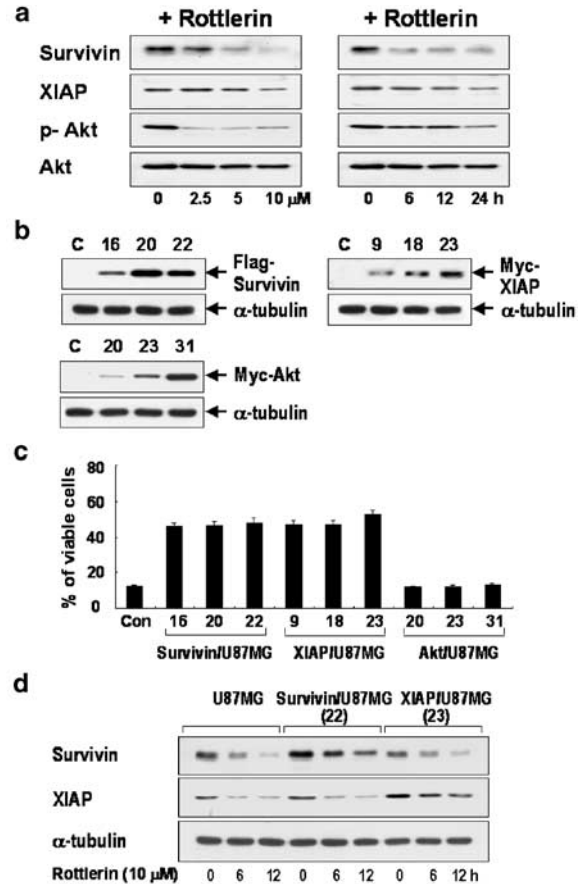 a
+ Rottlerin + Rottlerin
Survivin
XIAP
p- Akt
Akt
0 2.5 5 10 µM 0 6 12 24 h
b
C 16 20 22 C 9 18 23
Flag-Survivin Myc-XIAP
α-tubulin α-tubulin
C 20 23 31
Myc-Akt
α-tubulin
c
% of viable cells
80
60
40
20
0
Con 16 20 22 9 18 23 20 23 31
Survivin/U87MG XIAP/U87MG Akt/U87MG
d
U87MG Survivin/U87MG (22) XIAP/U87MG (23)
Survivin
XIAP
α-tubulin
Rottlerin (10 µM) 0 6 12 0 6 12 0 6 12 h